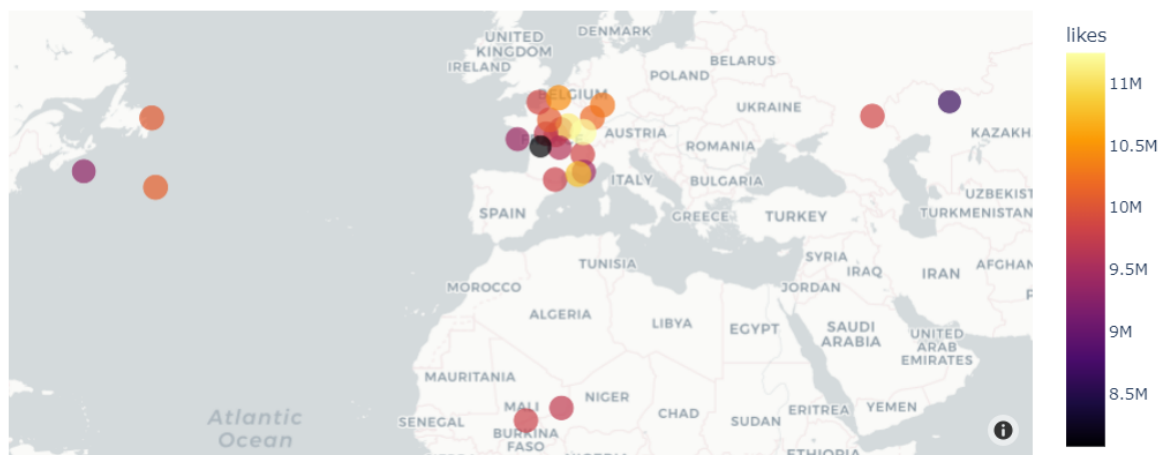 likes
DENMARK
UNITED
KINGDOM
IRELAND
BELARUS
POLAND
11M
BELGIUM
UKRAINE
KAZAKH
AUSTRIA
10.5M
ROMANIA
ITALY
BULGARIA
UZBEKIST
10M
SPAIN
GREECE
TURKEY
TURKMENISTAN
SYRIA
TUNISIA
IRAQ
IRAN
AFGHAN
9.5M
MOROCCO
JORDAN
ALGERIA
LIBYA
EGYPT
SAUDI
ARABIA
UNITED
ARAB
EMIRATES
9M
MAURITANIA
MALI
NIGER
CHAD
SUDAN
ERITREA
YEMEN
8.5M
Atlantic
Ocean
SENEGAL
BURKINA
FASO
ETHIOPIA